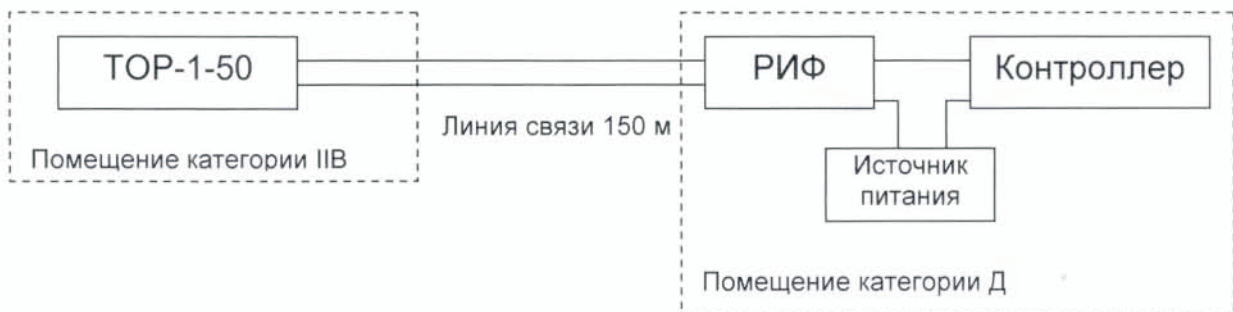 ТОР-1-50
РИФ
Контроллер
Линия связи 150 м
Помещение категории IIВ
Источник
питания
Помещение категории Д